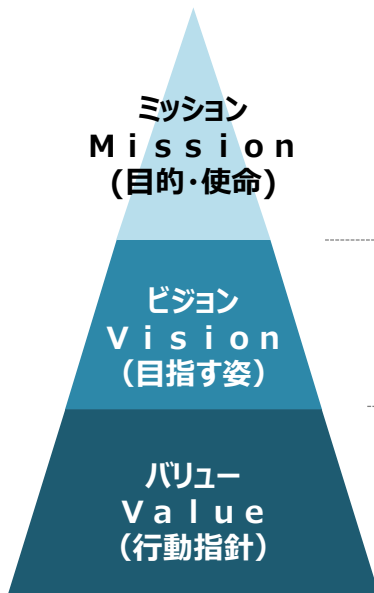 ミッション
Mission
(目的・使命)
ビジョン
Vision
（目指す姿）
バリュー
Value
（行動指針）